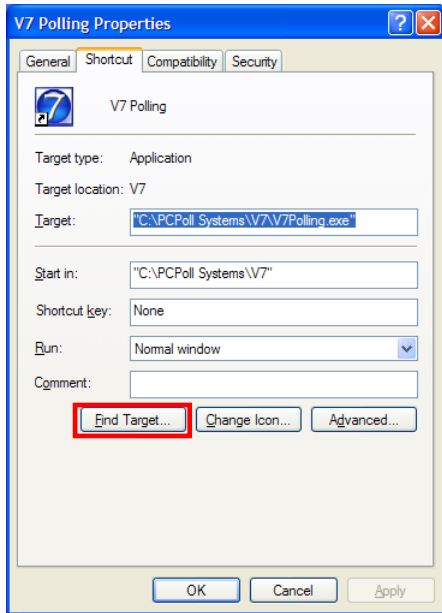 V7 Polling Properties
General Shortcut Compatibility Security
7 V7 Polling
Target type: Application
Target location: V7
Target: "C:\PCPoll Systems\V7\V7Polling.exe"
Start in: "C:\PCPoll Systems\V7"
Shortcut key: None
Run: Normal window
Comment:
Find Target... Change Icon... Advanced...
OK Cancel Apply